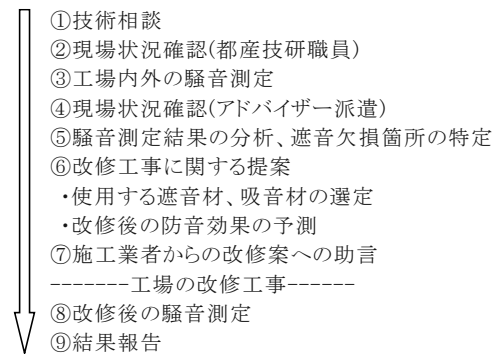 ①技術相談
②現場状況確認(都産技研職員)
③工場内外の騒音測定
④現場状況確認(アドバイザー派遣)
⑤騒音測定結果の分析、遮音欠損箇所の特定
⑥改修工事に関する提案
・使用する遮音材、吸音材の選定
・改修後の防音効果の予測
⑦施工業者からの改修案への助言
-------工場の改修工事------
⑧改修後の騒音測定
⑨結果報告